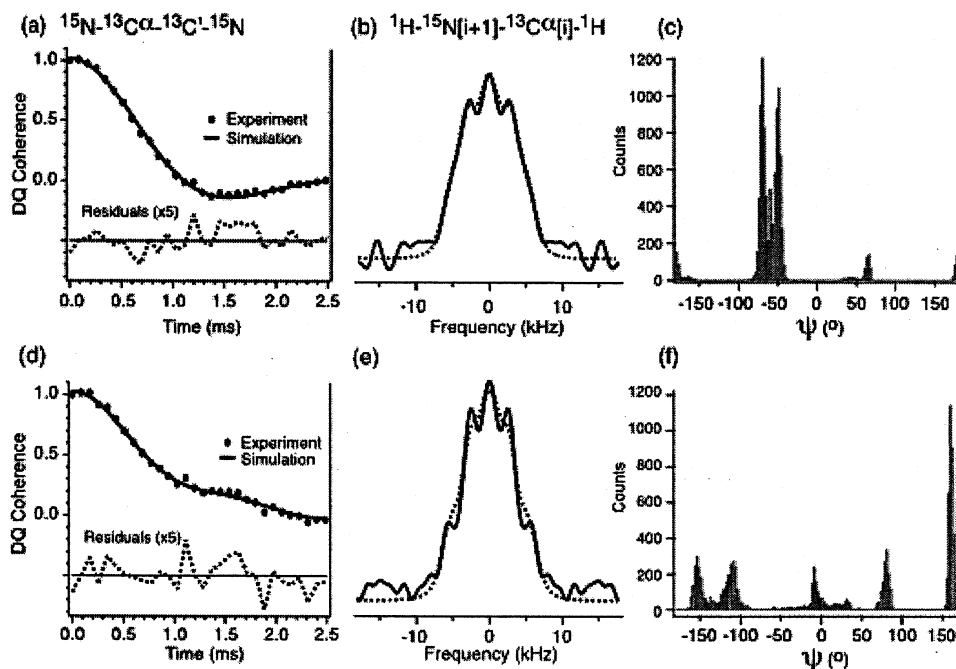 (a) ¹⁵N-¹³Cα-¹³C'-¹⁵N
(b) ¹H-¹⁵N[i+1]-¹³Cα[i]-¹H
(c)
DQ Coherence
1.0
0.5
0.0
Experiment
Simulation
Residuals (x5)
0.0 0.5 1.0 1.5 2.0 2.5
Time (ms)
-10 0 10
Frequency (kHz)
Counts
1200
1000
800
600
400
200
0
-150 -100 -50 0 50 100 150
ψ (º)
(d)
(e)
(f)
DQ Coherence
1.0
0.5
0.0
Experiment
Simulation
Residuals (x5)
0.0 0.5 1.0 1.5 2.0 2.5
Time (ms)
-10 0 10
Frequency (kHz)
Counts
1200
1000
800
600
400
200
0
-150 -100 -50 0 50 100 150
ψ (º)